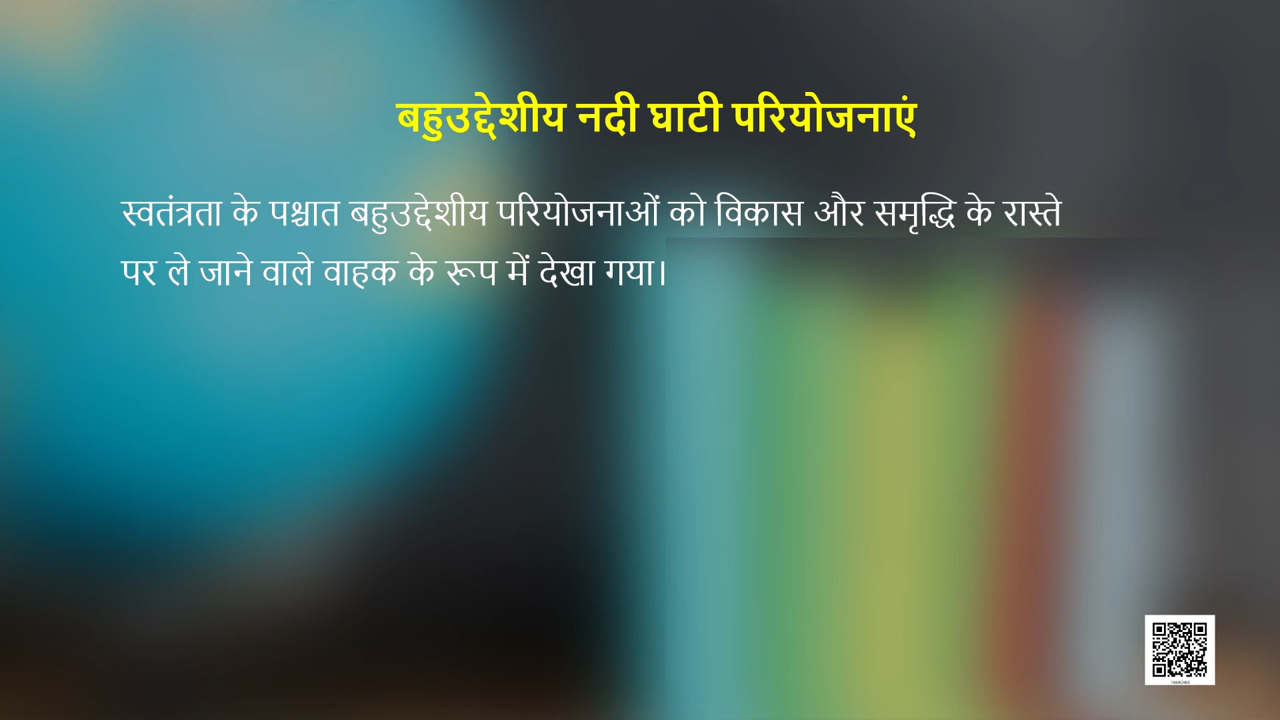 बहुउद्देशीय नदी घाटी परियोजनाएं
स्वतंत्रता के पश्चात बहुउद्देशीय परियोजनाओं को विकास और समृद्धि के रास्ते
पर ले जाने वाले वाहक के रूप में देखा गया।